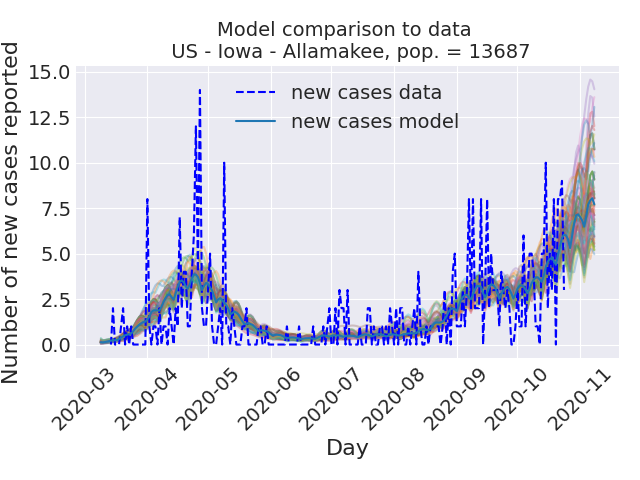 Model comparison to data
US - Iowa - Allamakee, pop. = 13687
Number of new cases reported
15.0
12.5
10.0
7.5
5.0
2.5
0.0
new cases data
new cases model
2020-03
2020-04
2020-05
2020-06
2020-07
2020-08
2020-09
2020-10
2020-11
Day